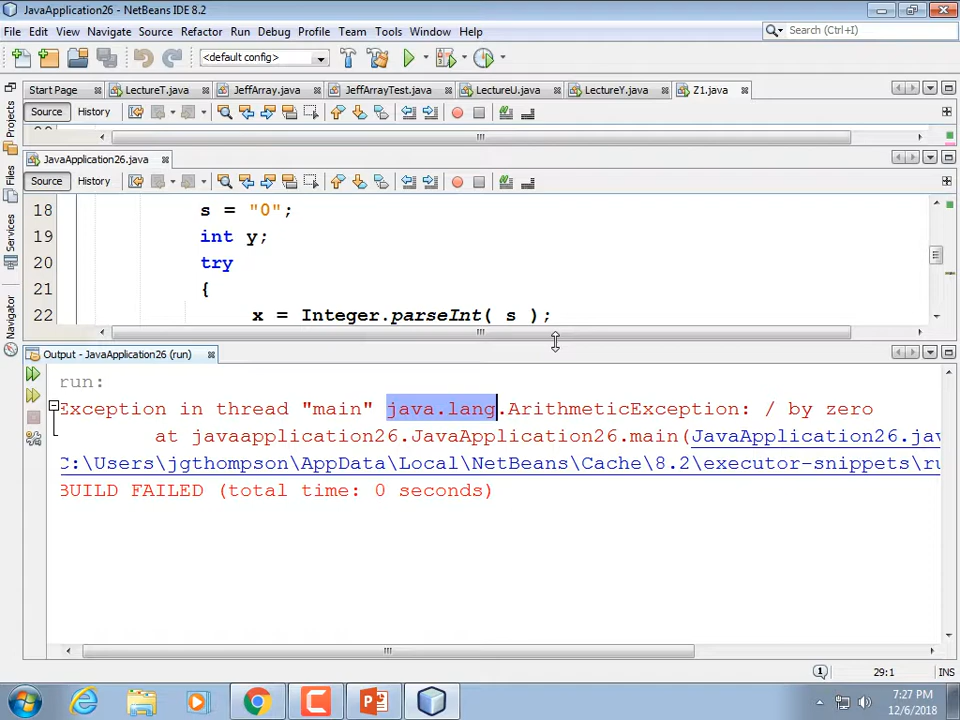 JavaApplication26 - NetBeans IDE 8.2
File Edit View Navigate Source Refactor Run Debug Profile Team Tools Window Help
Search (Ctrl+I)
<default config>
Start Page LectureT.java JeffArray.java JeffArrayTest.java LectureU.java LectureY.java Z1.java
Source History
JavaApplication26.java
Source History
18 s = "0";
19 int y;
20 try
21 {
22 x = Integer.parseInt( s );
Projects
Files
Services
Navigator
Output - JavaApplication26 (run)
run:
Exception in thread "main" java.lang.ArithmeticException: / by zero
at javaapplication26.JavaApplication26.main(JavaApplication26.jav
C:\Users\jgthompson\AppData\Local\NetBeans\Cache\8.2\executor-snippets\ru
BUILD FAILED (total time: 0 seconds)
1 29:1 INS
7:27 PM
12/6/2018